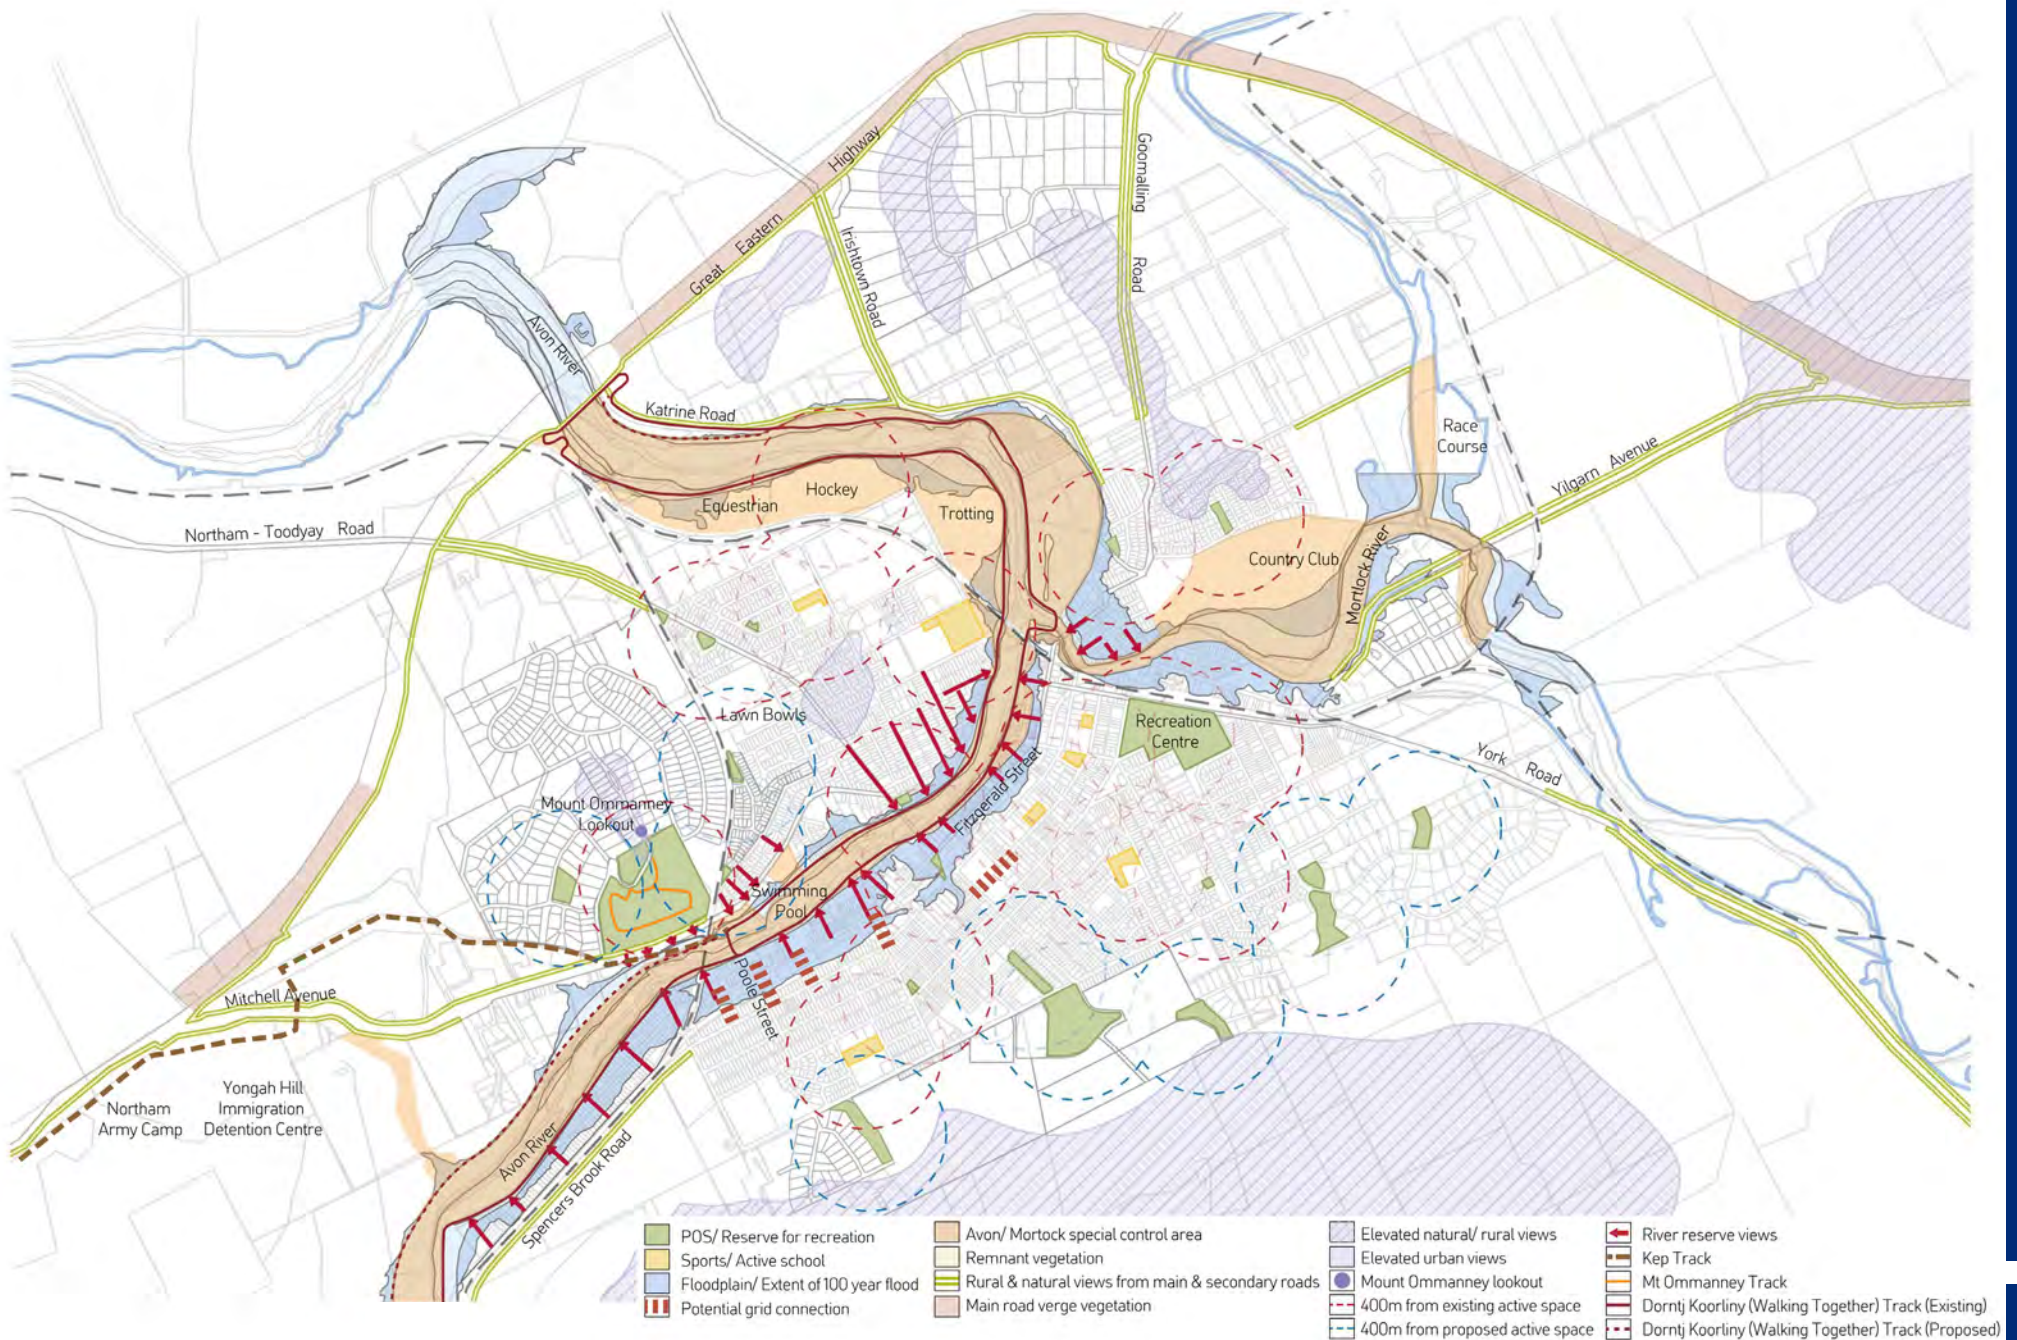 Great Eastern Highway
Goomalling Road
Irishtown Road
Avon River
Katrine Road
Race
Course
Yilgarn Avenue
Equestrian
Hockey
Trotting
Northam - Toodyay Road
Country Club
Mortlock River
Lawn Bowls
Recreation
Centre
York Road
Fitzgerald Street
Mount Ommanney
Lookout
Swimming
Pool
Poole Street
Mitchell Avenue
Yongah Hill
Immigration
Detention Centre
Northam
Army Camp
Avon River
Spencers Brook Road
POS/ Reserve for recreation
Sports/ Active school
Floodplain/ Extent of 100 year flood
Potential grid connection
Avon/ Mortock special control area
Remnant vegetation
Rural & natural views from main & secondary roads
Main road verge vegetation
Elevated natural/ rural views
Elevated urban views
Mount Ommanney lookout
400m from existing active space
400m from proposed active space
River reserve views
Kep Track
Mt Ommanney Track
Dorntj Koorliny (Walking Together) Track (Existing)
Dorntj Koorliny (Walking Together) Track (Proposed)